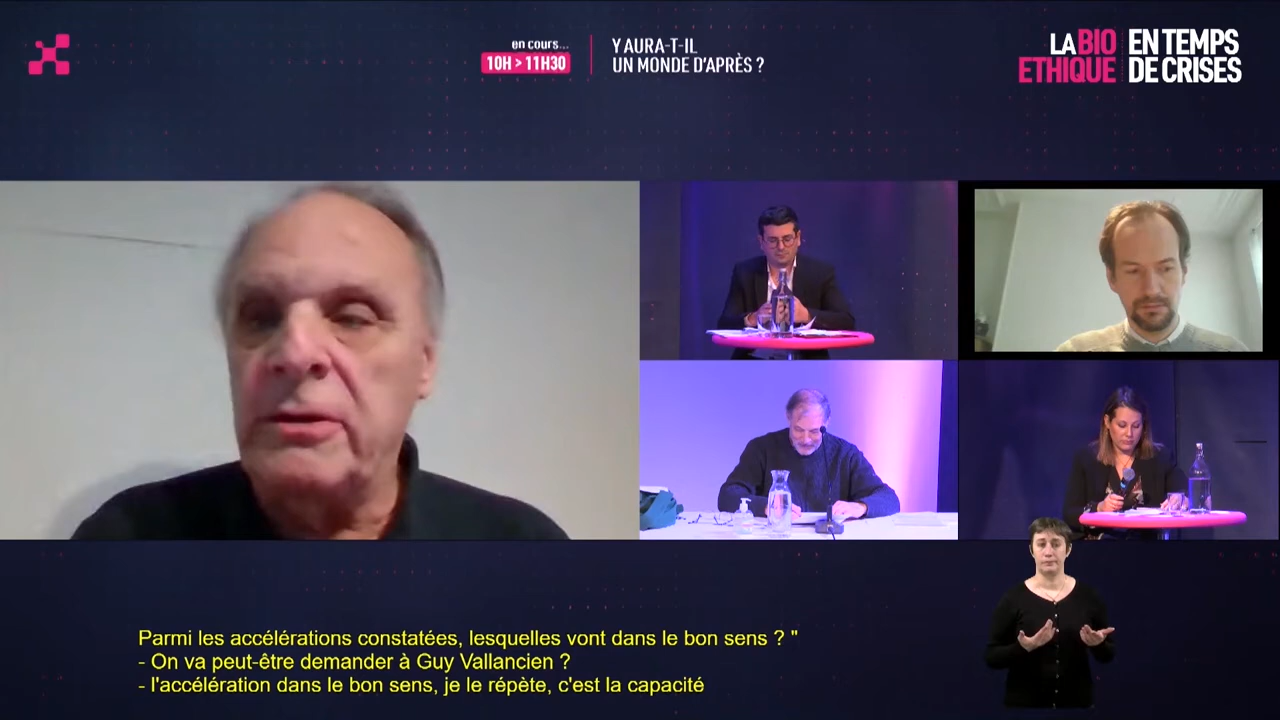 en cours...
10H > 11H30
Y AURA-T-IL
UN MONDE D'APRÈS ?
LA BIO
ETHIQUE
EN TEMPS
DE CRISES
Parmi les accélérations constatées, lesquelles vont dans le bon sens ? "
- On va peut-être demander à Guy Vallancien ?
- l'accélération dans le bon sens, je le répète, c'est la capacité